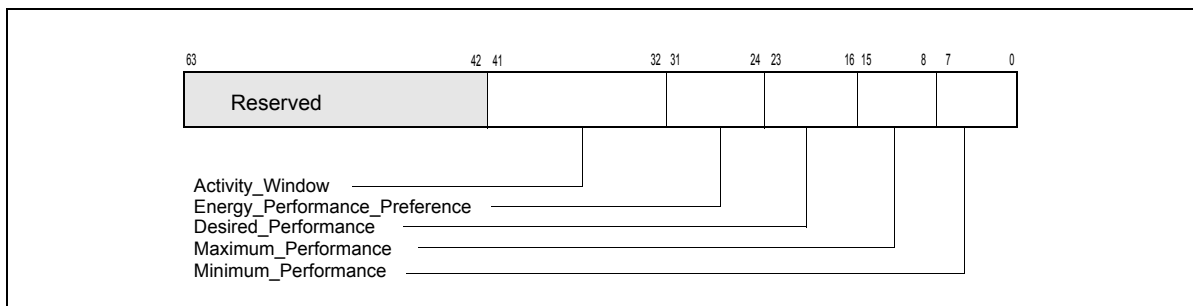 63 42 41 32 31 24 23 16 15 8 7 0
Reserved
Activity_Window
Energy_Performance_Preference
Desired_Performance
Maximum_Performance
Minimum_Performance